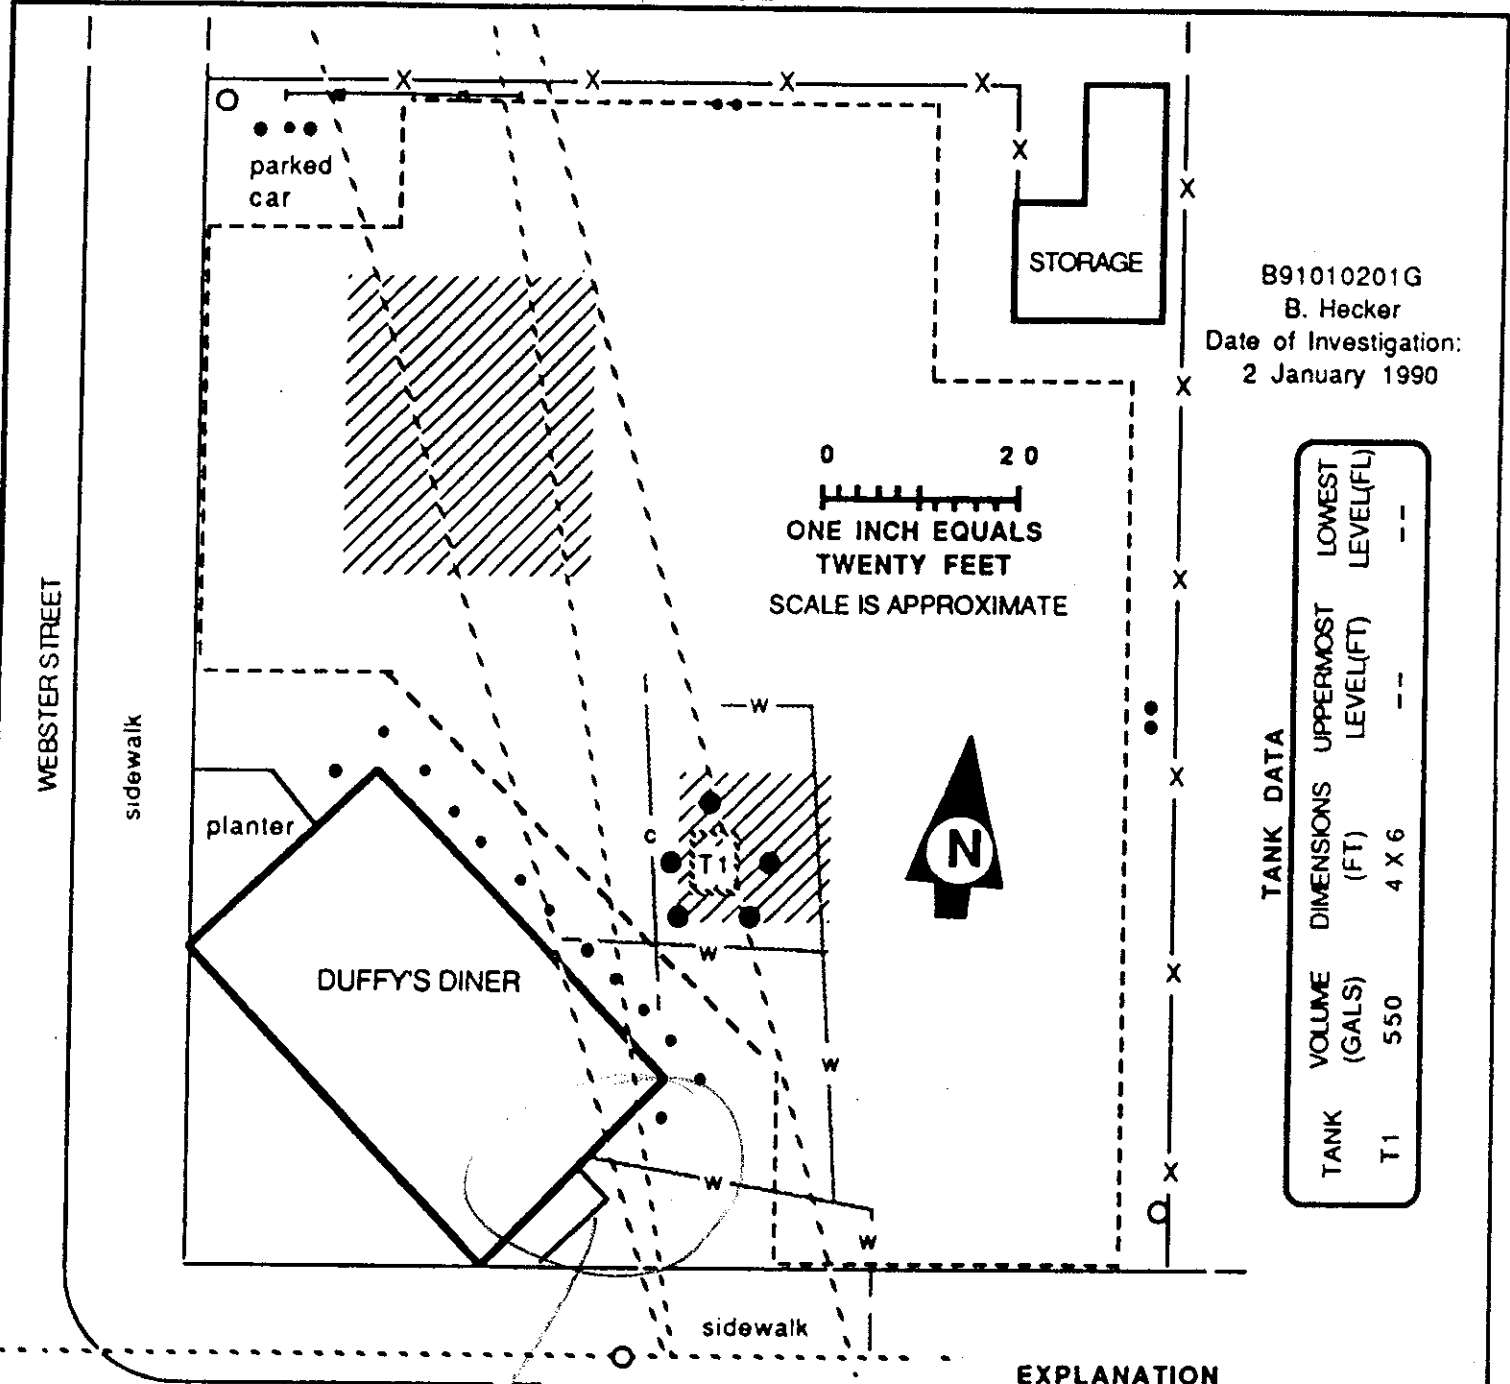 X X X X
parked
car
X
X
STORAGE
B91010201G
B. Hecker
Date of Investigation:
2 January 1990
X
0 20
ONE INCH EQUALS
TWENTY FEET
SCALE IS APPROXIMATE
X
WEBSTER STREET
sidewalk
W
X
planter
C
T1
N
W
DUFFY'S DINER
X
W
X
W
W
sidewalk
TANK DATA
TANK VOLUME DIMENSIONS UPPERMOST LOWEST
(GALS) (FT) LEVEL(FT) LEVEL(FL)
T1 550 4 X 6 -- --
EXPLANATION